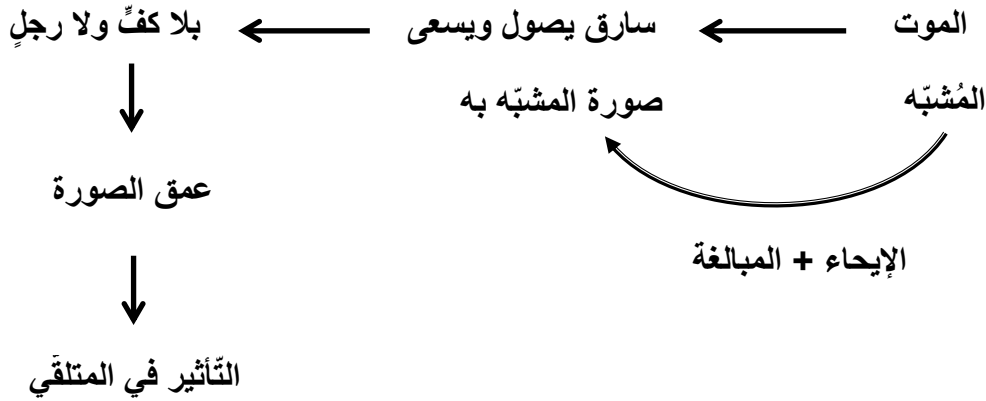 الموت
سارق يصول ويسعى
بلا كفٍّ ولا رجلٍ
المُشبّه
صورة المشبّه به
عمق الصورة
الإيحاء + المبالغة
التّأثير في المتلقّي